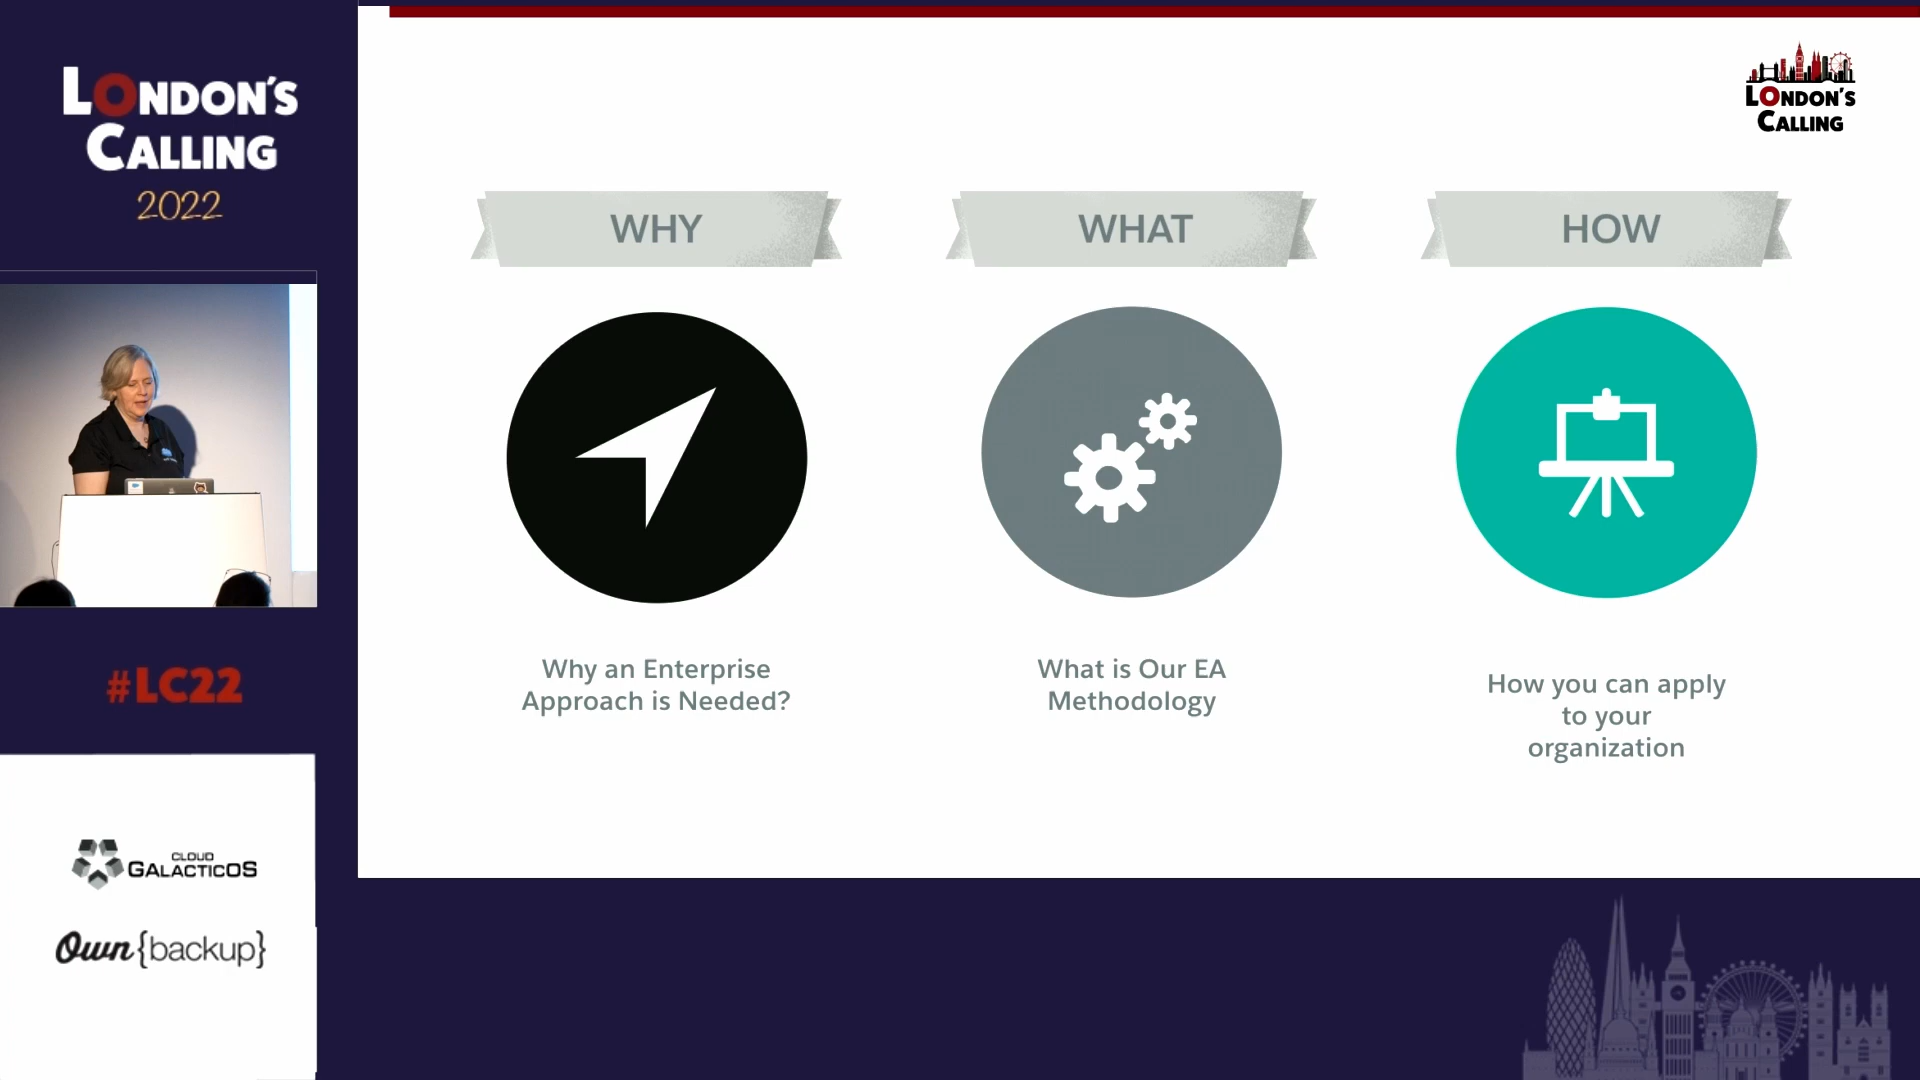 LONDON'S
CALLING
2022
#LC22
CLOUD
GALACTICOS
Own{backup}
LONDON'S
CALLING
WHY
WHAT
HOW
Why an Enterprise
Approach is Needed?
What is Our EA
Methodology
How you can apply
to your
organization